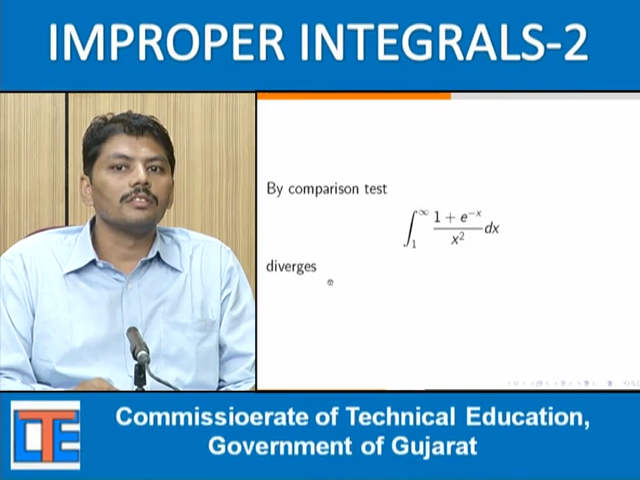 IMPROPER INTEGRALS-2
By comparison test
∫₁^∞ (1 + e^{−x})/x² dx
diverges
CTE
Commissioerate of Technical Education,
Government of Gujarat